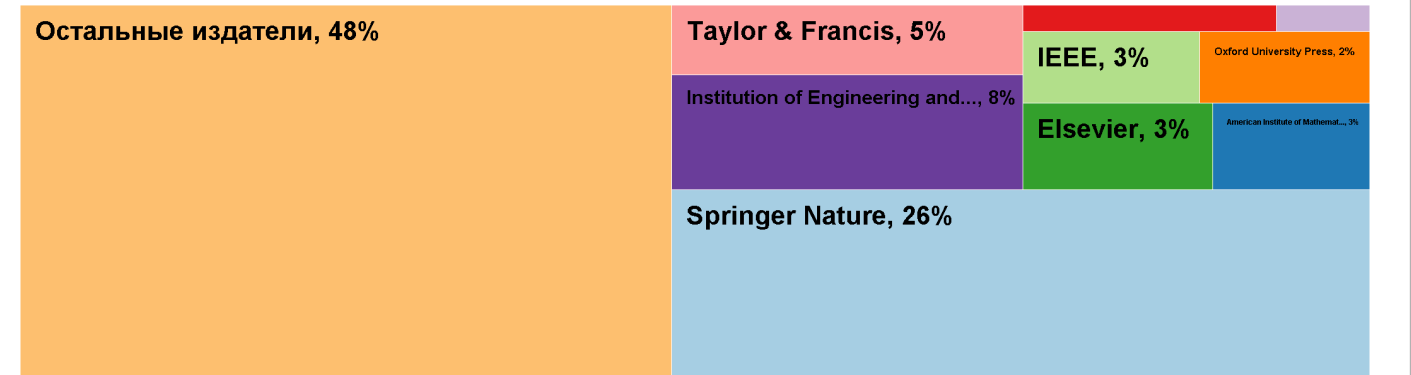 Остальные издатели, 48%
Taylor & Francis, 5%
Institution of Engineering and..., 8%
Springer Nature, 26%
IEEE, 3%
Oxford University Press, 2%
Elsevier, 3%
American Institute of Mathemat..., 3%